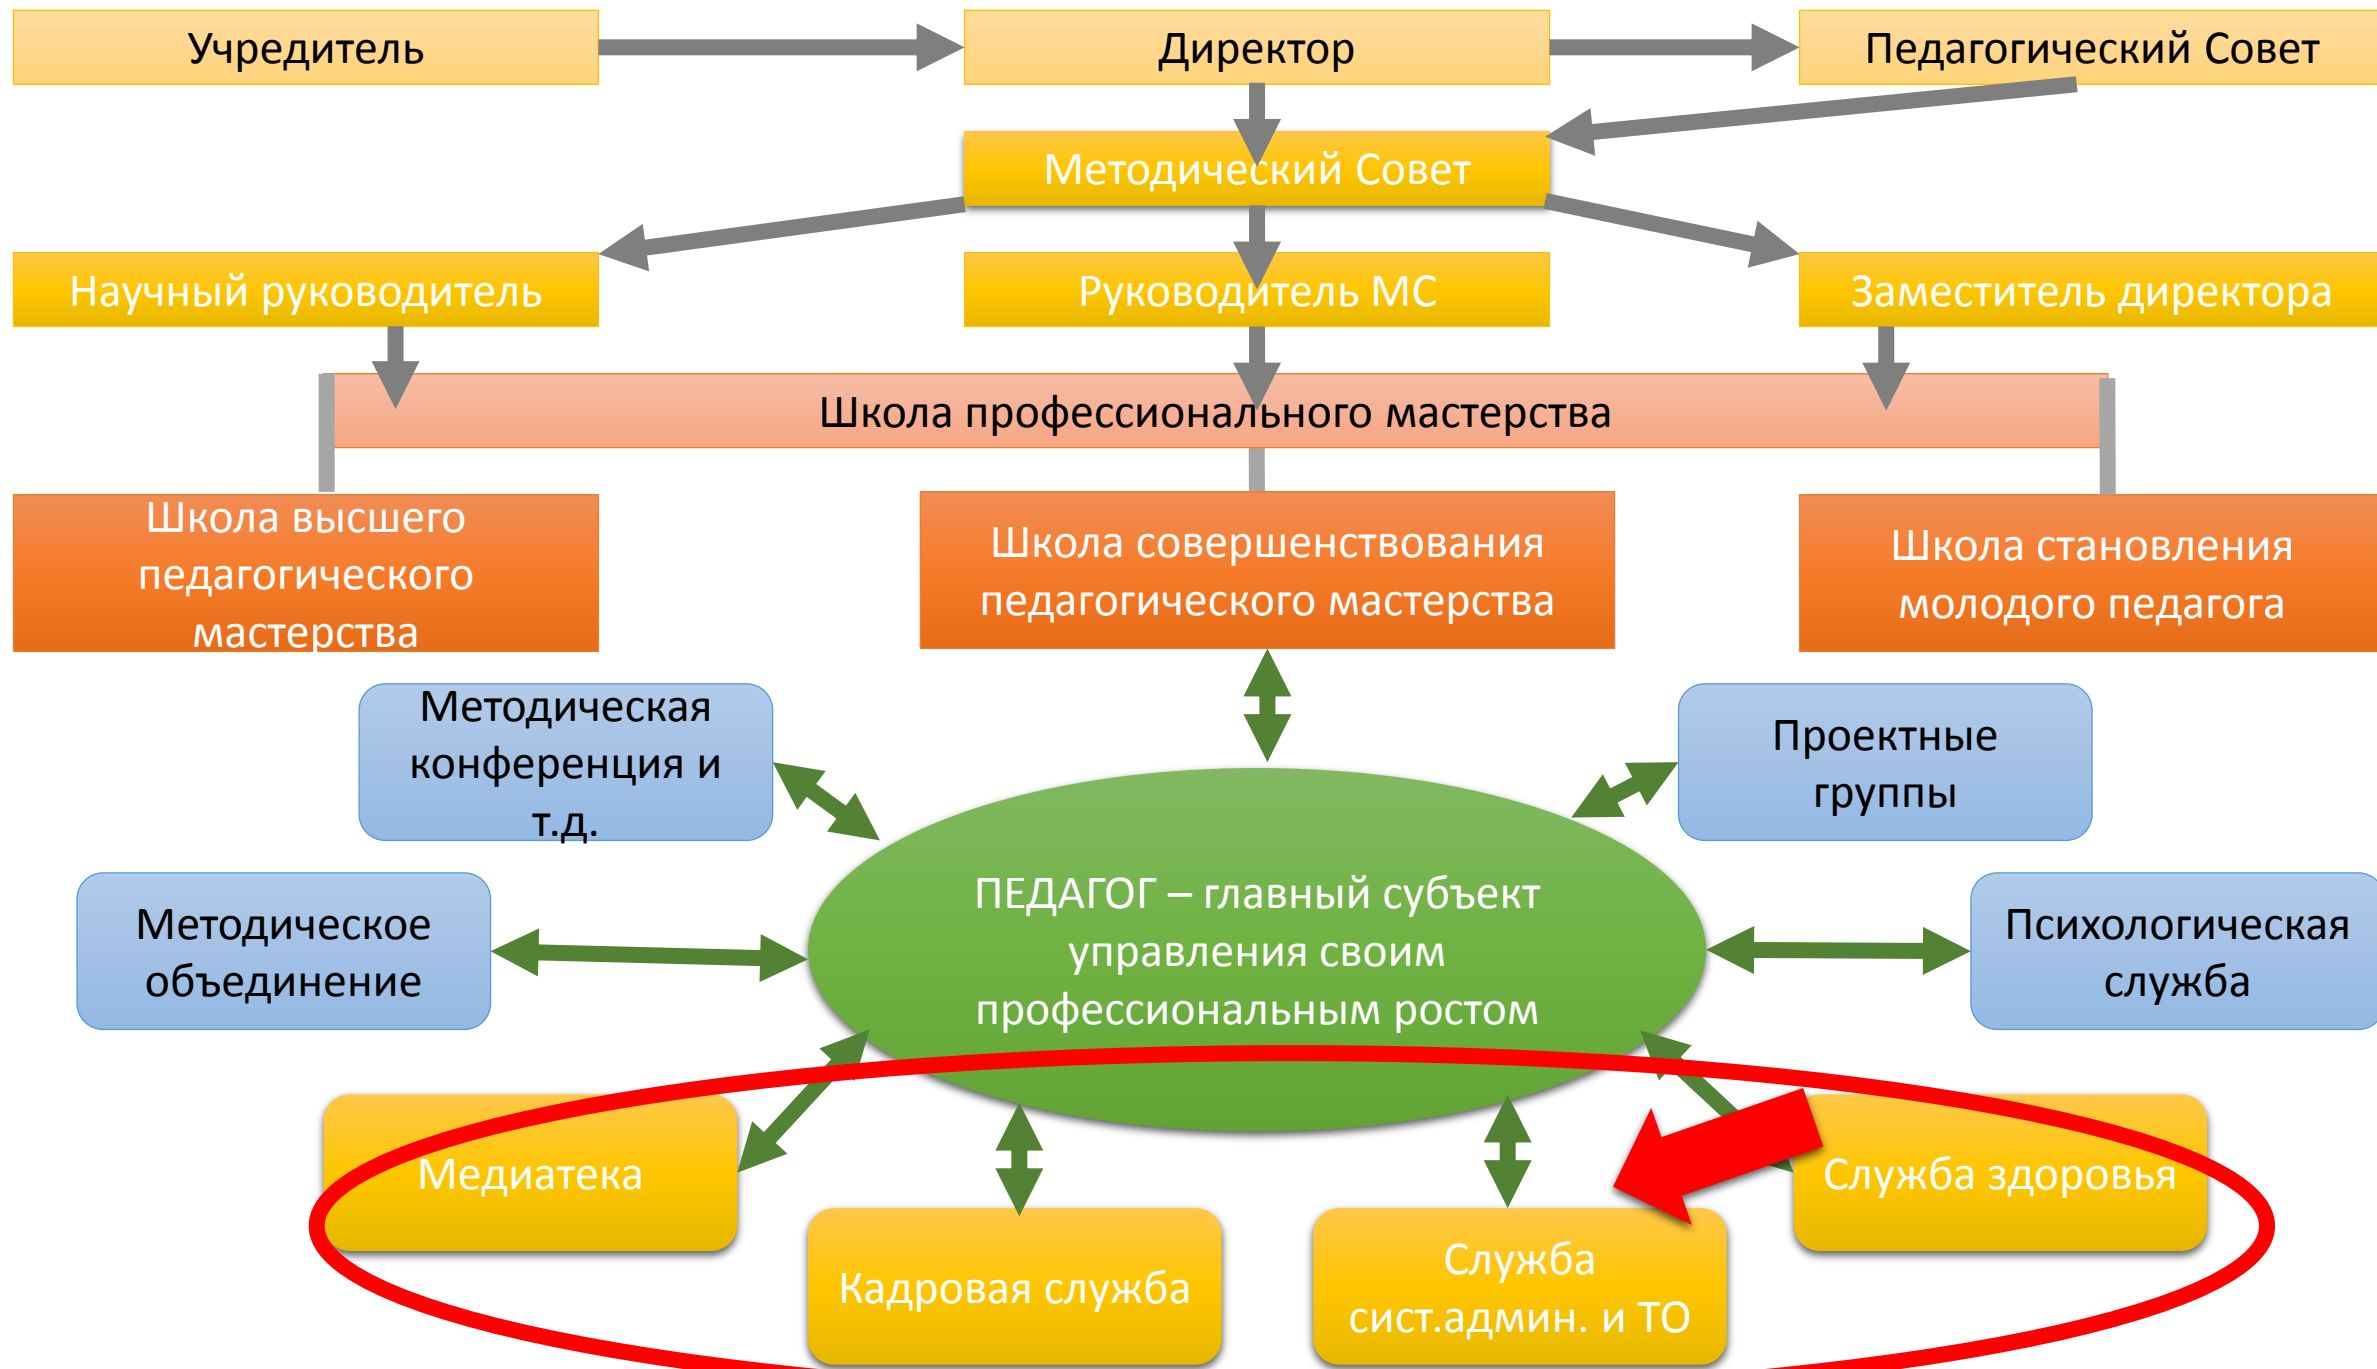 Учредитель
Директор
Педагогический Совет
Методический Совет
Научный руководитель
Руководитель МС
Заместитель директора
Школа профессионального мастерства
Школа высшего
педагогического
мастерства
Школа совершенствования
педагогического мастерства
Школа становления
молодого педагога
Методическая
конференция и
т.д.
Проектные
группы
Методическое
объединение
ПЕДАГОГ – главный субъект
управления своим
профессиональным ростом
Психологическая
служба
Медиатека
Кадровая служба
Служба
сист.админ. и ТО
Служба здоровья